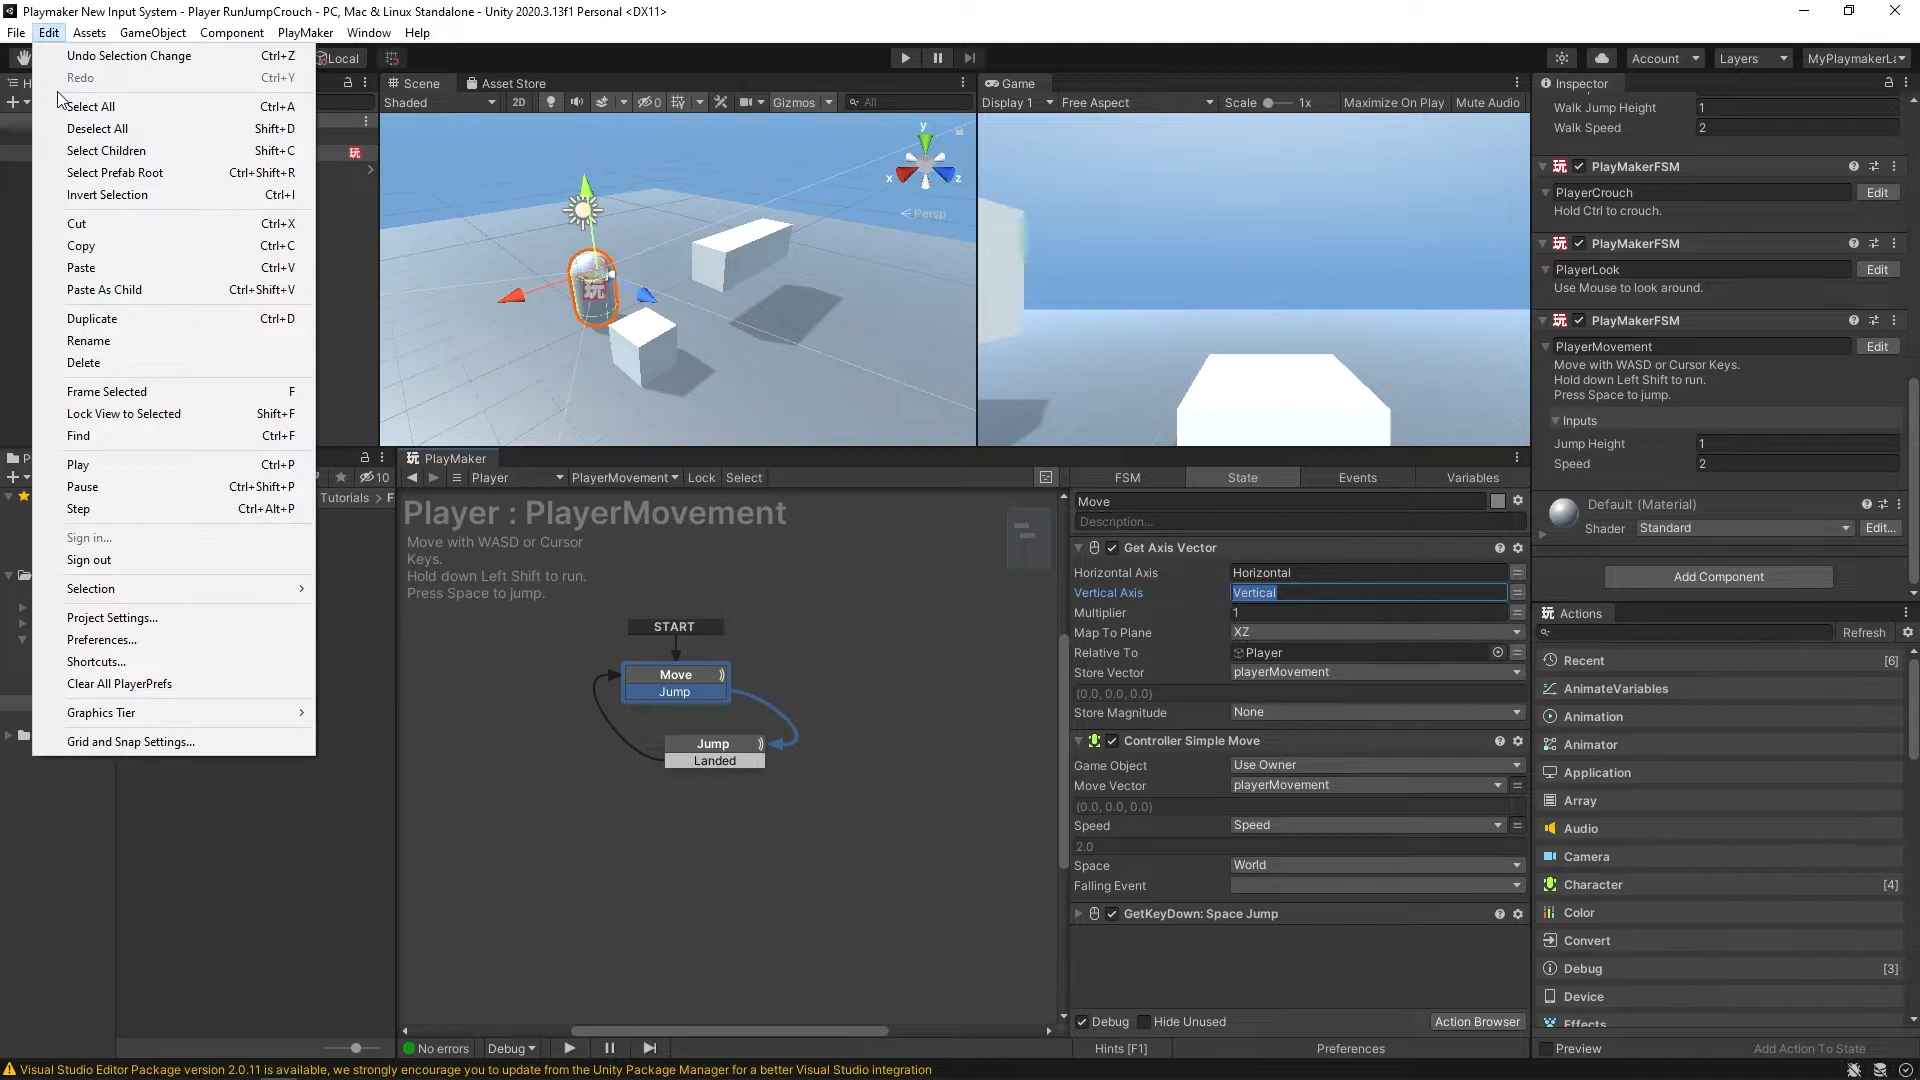 Playmaker New Input System - Player RunJumpCrouch - PC, Mac & Linux Standalone - Unity 2020.3.13f1 Personal <DX11>
File Edit Assets GameObject Component PlayMaker Window Help
Local
Account Layers MyPlaymakerLa
Undo Selection Change Ctrl+Z
Redo Ctrl+Y
Select All Ctrl+A
Deselect All Shift+D
Select Children Shift+C
Select Prefab Root Ctrl+Shift+R
Invert Selection Ctrl+I
Cut Ctrl+X
Copy Ctrl+C
Paste Ctrl+V
Paste As Child Ctrl+Shift+V
Duplicate Ctrl+D
Rename
Delete
Frame Selected F
Lock View to Selected Shift+F
Find Ctrl+F
Play Ctrl+P
Pause Ctrl+Shift+P
Step Ctrl+Alt+P
Sign in...
Sign out
Selection
Project Settings...
Preferences...
Shortcuts...
Clear All PlayerPrefs
Graphics Tier
Grid and Snap Settings...
H
P
10
Tutorials > F
Scene Asset Store
Shaded 2D 0 Gizmos All
y
x z
Persp
玩
Game
Display 1 Free Aspect Scale 1x Maximize On Play Mute Audio
PlayMaker
Player PlayerMovement Lock Select
Player : PlayerMovement
Move with WASD or Cursor
Keys.
Hold down Left Shift to run.
Press Space to jump.
START
Move
Jump
Jump
Landed
No errors Debug
FSM State Events Variables
Move
Description...
Get Axis Vector
Horizontal Axis Horizontal
Vertical Axis Vertical
Multiplier 1
Map To Plane XZ
Relative To Player
Store Vector playerMovement
(0.0, 0.0, 0.0)
Store Magnitude None
Controller Simple Move
Game Object Use Owner
Move Vector playerMovement
(0.0, 0.0, 0.0)
Speed Speed
2.0
Space World
Falling Event
GetKeyDown: Space Jump
Debug Hide Unused Action Browser
Hints [F1] Preferences
Inspector
Walk Jump Height 1
Walk Speed 2
玩 PlayMakerFSM
PlayerCrouch Edit
Hold Ctrl to crouch.
玩 PlayMakerFSM
PlayerLook Edit
Use Mouse to look around.
玩 PlayMakerFSM
PlayerMovement Edit
Move with WASD or Cursor Keys.
Hold down Left Shift to run.
Press Space to jump.
Inputs
Jump Height 1
Speed 2
Default (Material)
Shader Standard Edit...
Add Component
玩 Actions
Refresh
Recent [6]
AnimateVariables
Animation
Animator
Application
Array
Audio
Camera
Character [4]
Color
Convert
Debug [3]
Device
Effects
Preview Add Action To State
Visual Studio Editor Package version 2.0.11 is available, we strongly encourage you to update from the Unity Package Manager for a better Visual Studio integration